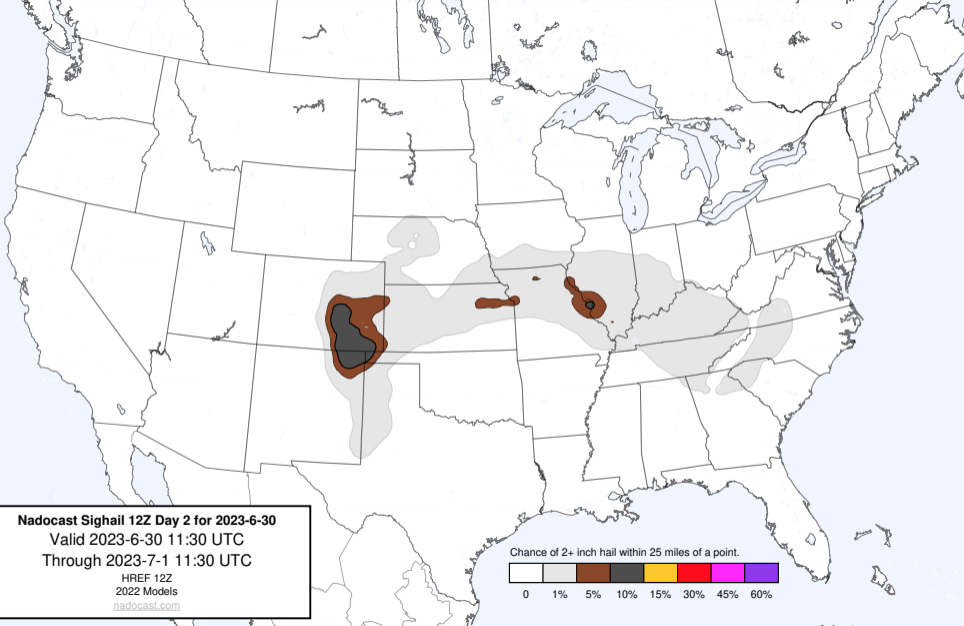 Nadocast Sighail 12Z Day 2 for 2023-6-30
Valid 2023-6-30 11:30 UTC
Through 2023-7-1 11:30 UTC
HREF 12Z
2022 Models
nadocast.com
Chance of 2+ inch hail within 25 miles of a point.
0 1% 5% 10% 15% 30% 45% 60%